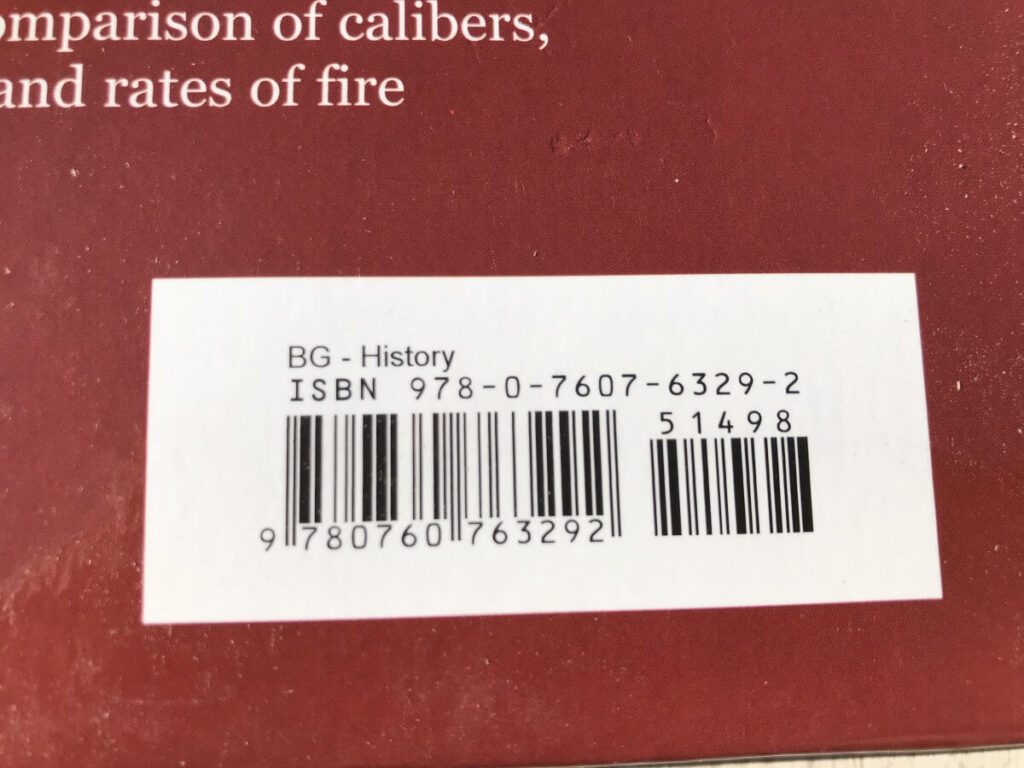 omparison of calibers,
and rates of fire
BG - History
ISBN 978-0-7607-6329-2
51498
9 780760 763292